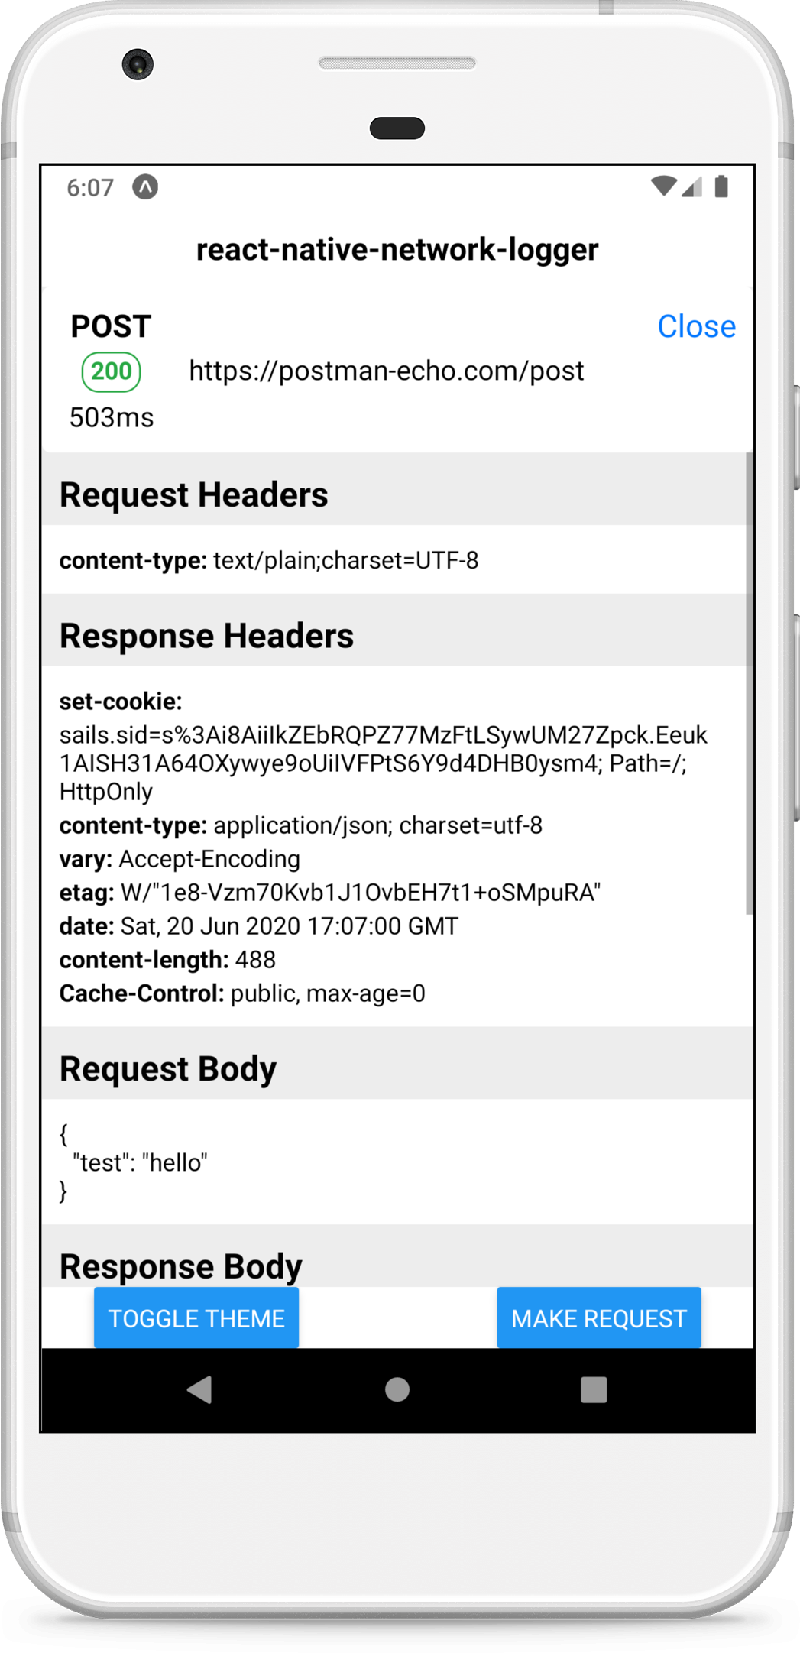 6:07
react-native-network-logger
POST
Close
200
https://postman-echo.com/post
503ms
Request Headers
content-type: text/plain;charset=UTF-8
Response Headers
set-cookie:
sails.sid=s%3Ai8AiiIkZEbRQPZ77MzFtLSywUM27Zpck.Eeuk
1AISH31A64OXywye9oUiIVFPtS6Y9d4DHB0ysm4; Path=/;
HttpOnly
content-type: application/json; charset=utf-8
vary: Accept-Encoding
etag: W/"1e8-Vzm70Kvb1J1OvbEH7t1+oSMpuRA"
date: Sat, 20 Jun 2020 17:07:00 GMT
content-length: 488
Cache-Control: public, max-age=0
Request Body
{
  "test": "hello"
}
Response Body
TOGGLE THEME
MAKE REQUEST